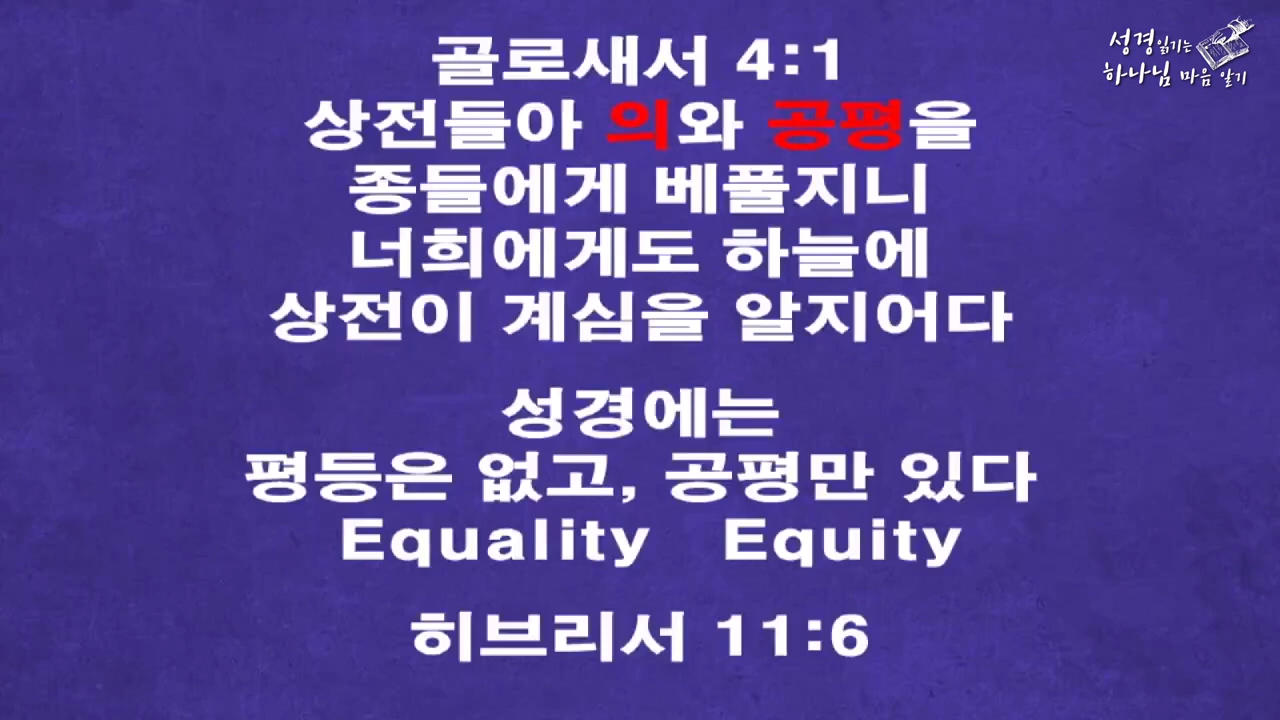 성경읽기는
하나님 마음 알기
골로새서 4:1
상전들아 의와 공평을
종들에게 베풀지니
너희에게도 하늘에
상전이 계심을 알지어다
성경에는
평등은 없고, 공평만 있다
Equality Equity
히브리서 11:6